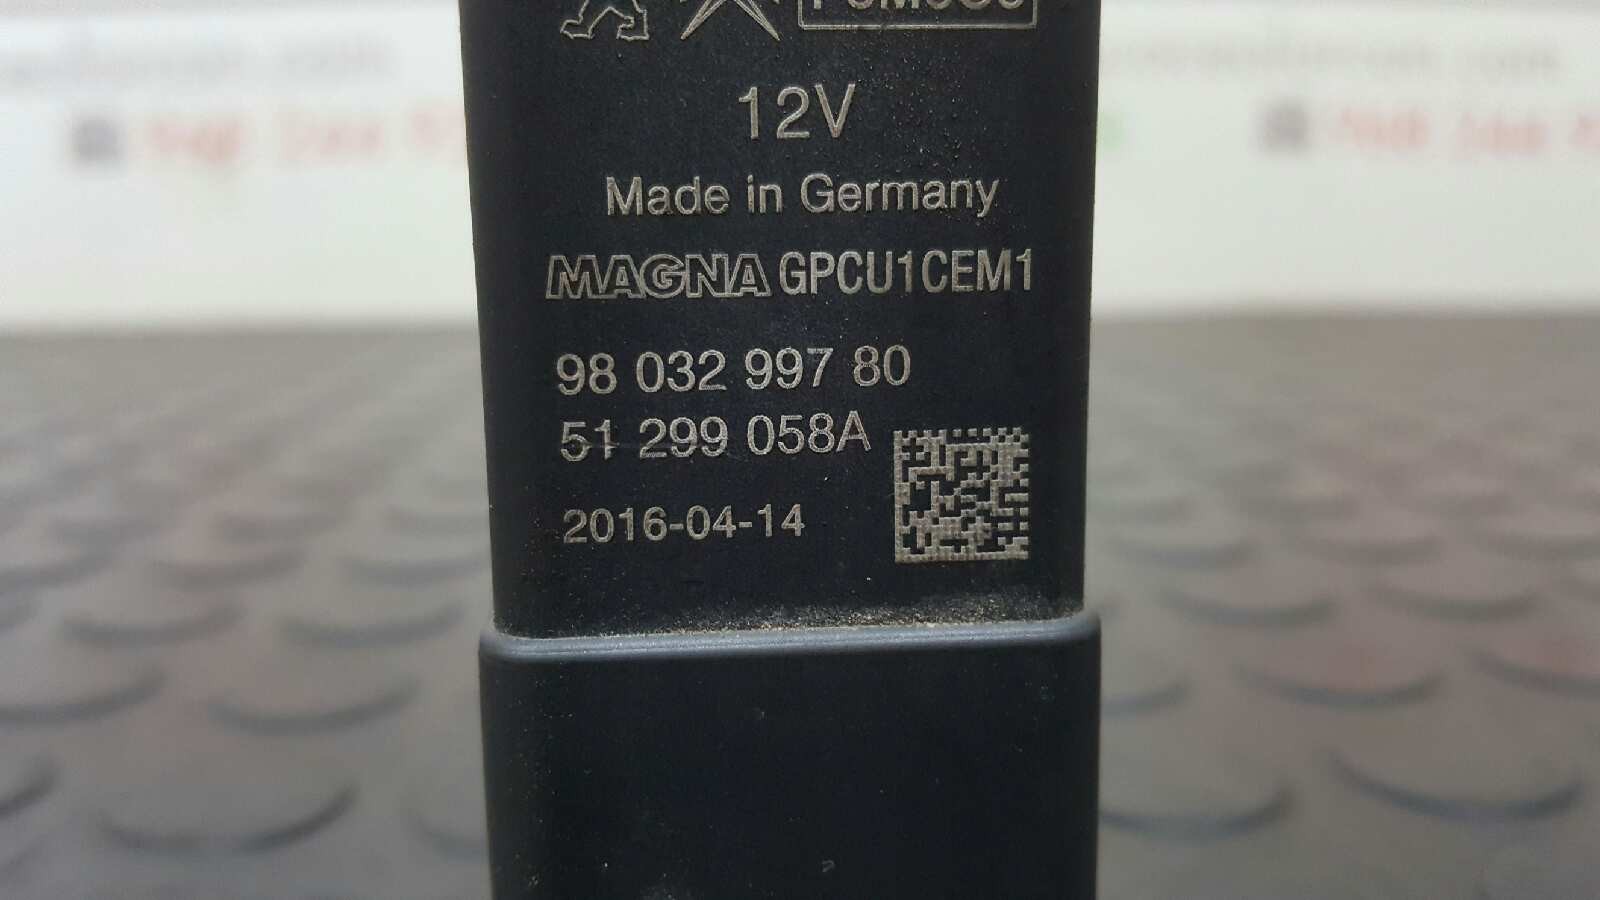 12V
Made in Germany
MAGNA GPCU1CEM1
98 032 997 80
51 299 058A
2016-04-14